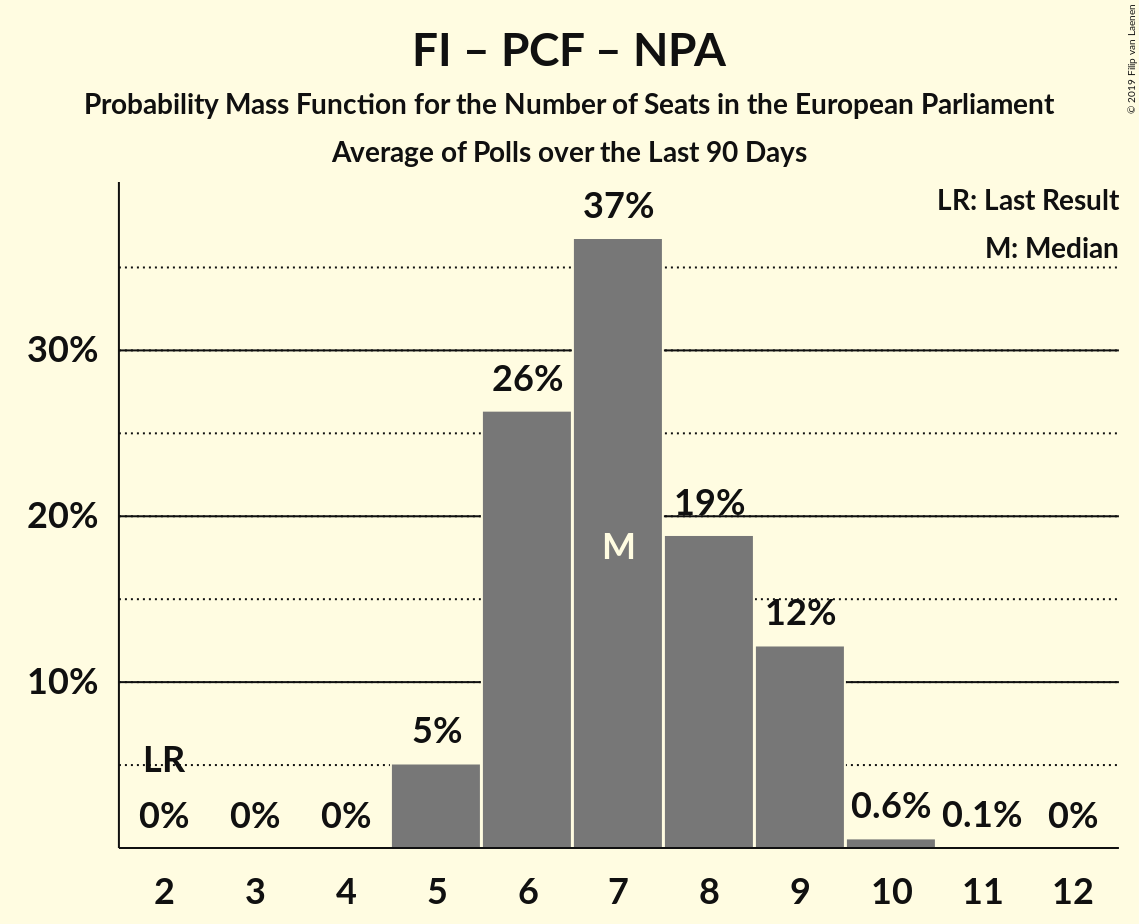 FI – PCF – NPA
Probability Mass Function for the Number of Seats in the European Parliament
Average of Polls over the Last 90 Days
© 2019 Filip van Laenen
LR: Last Result
M: Median
37%
30%
26%
20%
19%
M
12%
10%
5%
LR
0%
0%
0%
0.6%
0.1%
0%
2 3 4 5 6 7 8 9 10 11 12